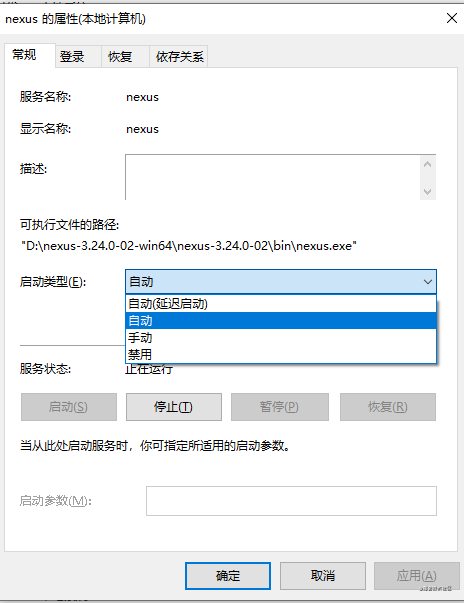 nexus 的属性(本地计算机)
常规 登录 恢复 依存关系
服务名称: nexus
显示名称: nexus
描述:
可执行文件的路径:
"D:\nexus-3.24.0-02-win64\nexus-3.24.0-02\bin\nexus.exe"
启动类型(E): 自动
自动(延迟启动)
自动
手动
禁用
服务状态: 正在运行
启动(S) 停止(T) 暂停(P) 恢复(R)
当从此处启动服务时，你可指定所适用的启动参数。
启动参数(M):
确定 取消 应用(A)